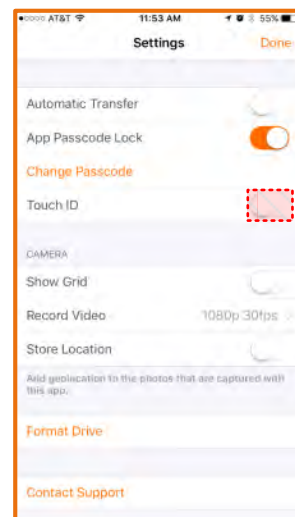 AT&T 11:53 AM 55%
Settings Done
Automatic Transfer
App Passcode Lock
Change Passcode
Touch ID
CAMERA
Show Grid
Record Video 1080p 30fps >
Store Location
Add geolocation to the photos that are captured with
this app.
Format Drive
Contact Support